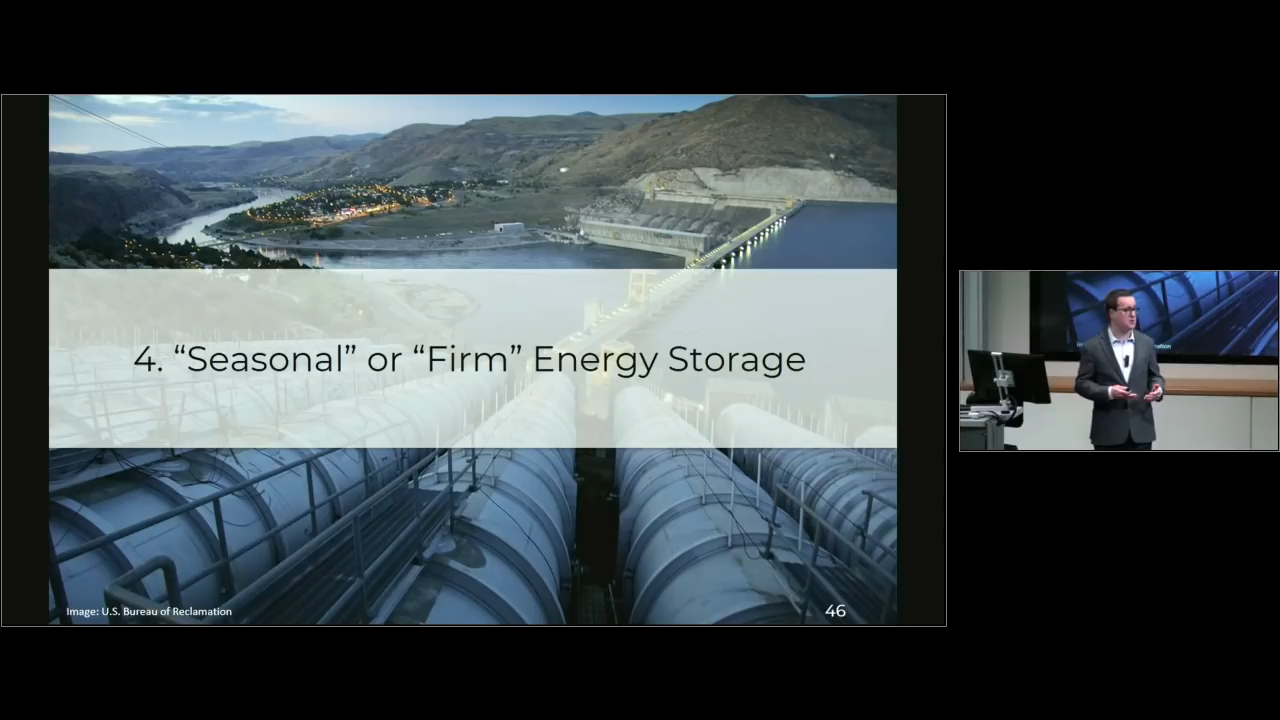 4. “Seasonal” or “Firm” Energy Storage
Image: U.S. Bureau of Reclamation
46